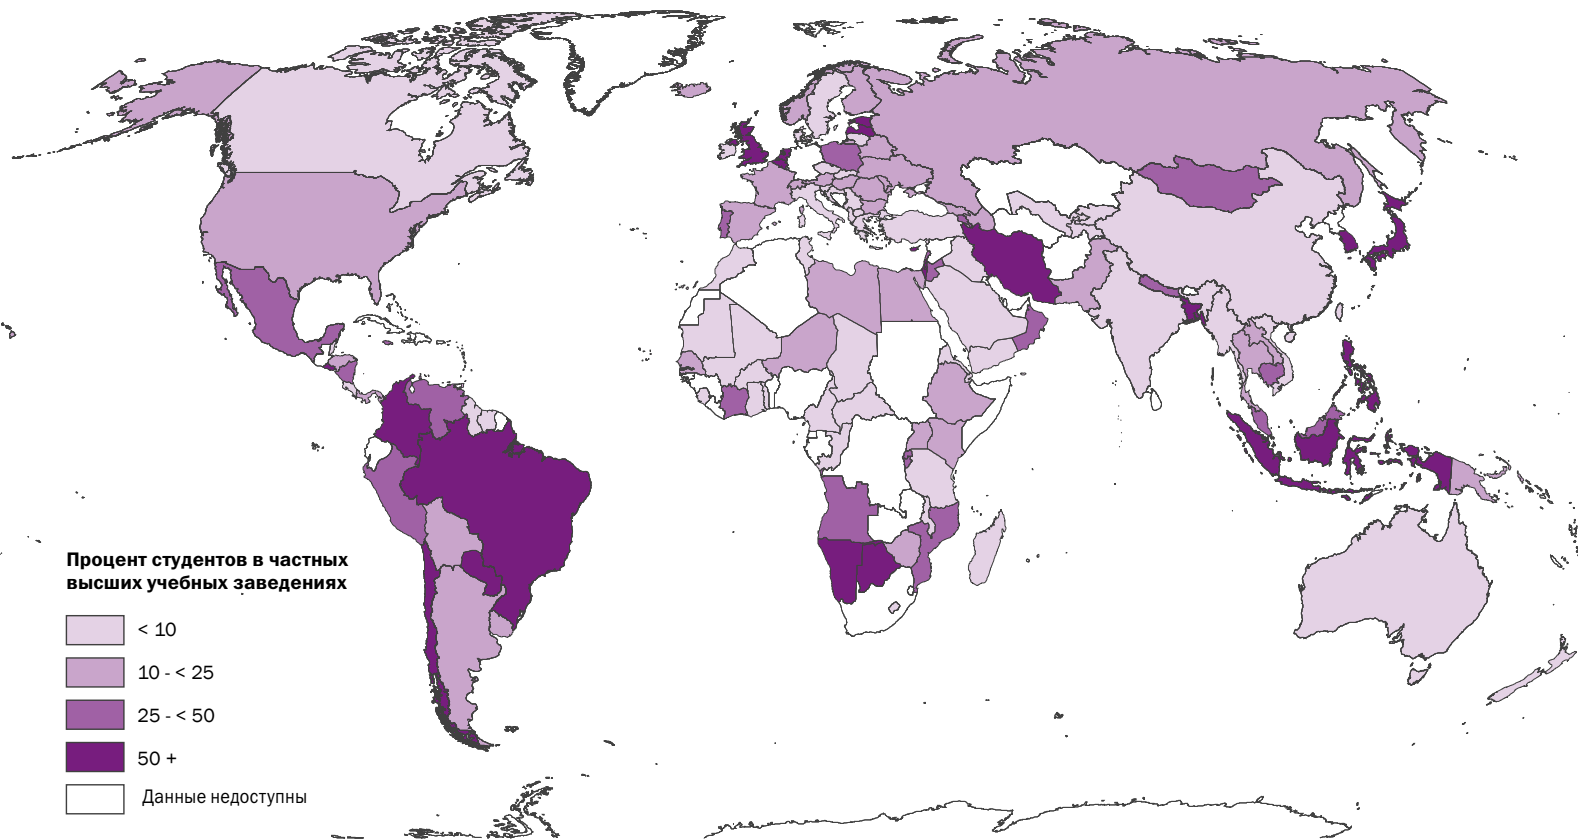 Процент студентов в частных
высших учебных заведениях
< 10
10 - < 25
25 - < 50
50 +
Данные недоступны